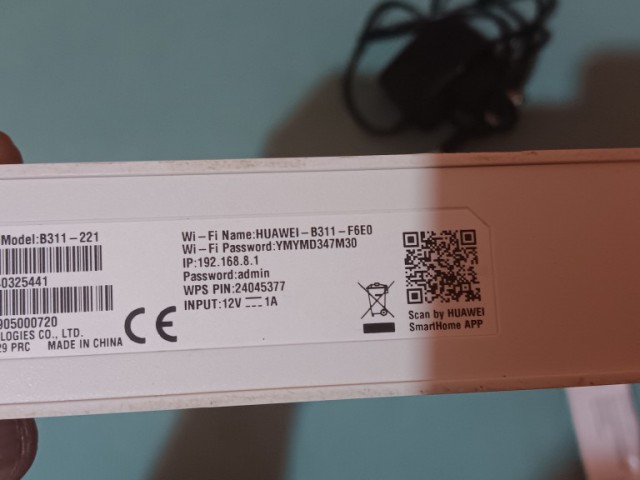 Model:B311-221
0325441
905000720
LOGIES CO., LTD.
29 PRC MADE IN CHINA
CE
Wi-Fi Name:HUAWEI-B311-F6E0
Wi-Fi Password:YMYMD347M30
IP:192.168.8.1
Password:admin
WPS PIN:24045377
INPUT:12V ⎓ 1A
Scan by HUAWEI
SmartHome APP